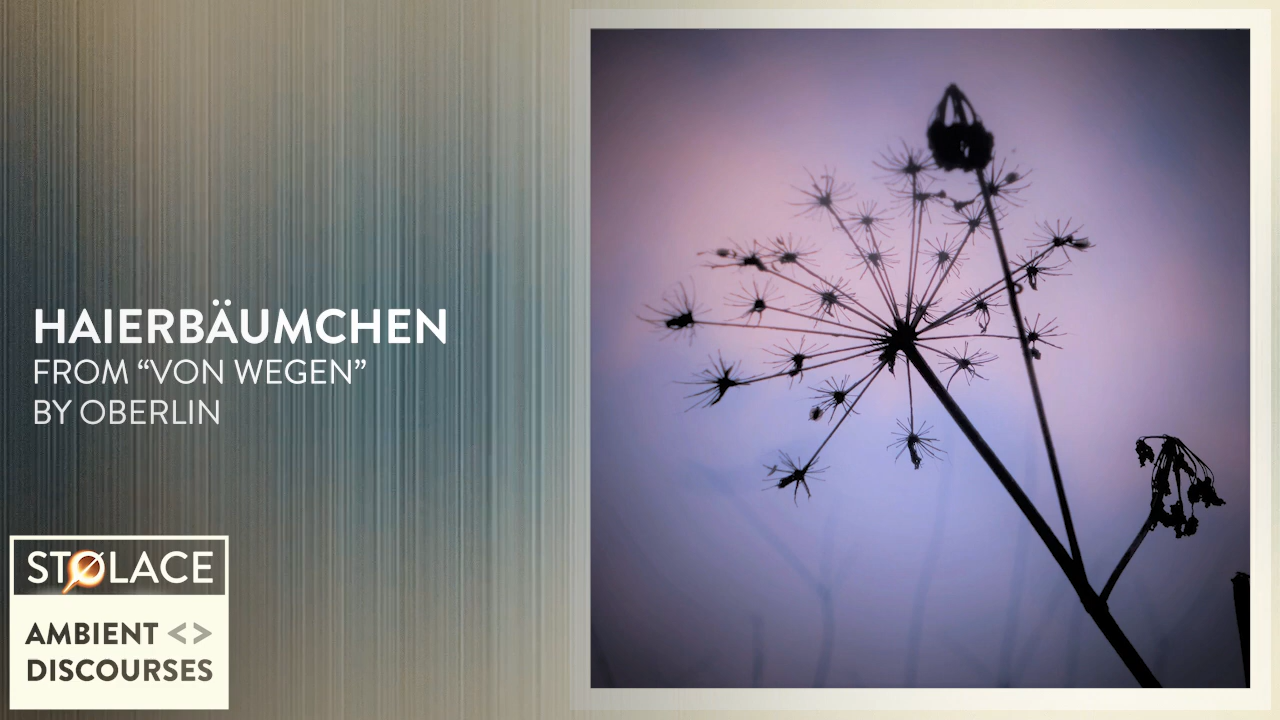 HAIERBÄUMCHEN
FROM “VON WEGEN”
BY OBERLIN
STØLACE
AMBIENT <>
DISCOURSES